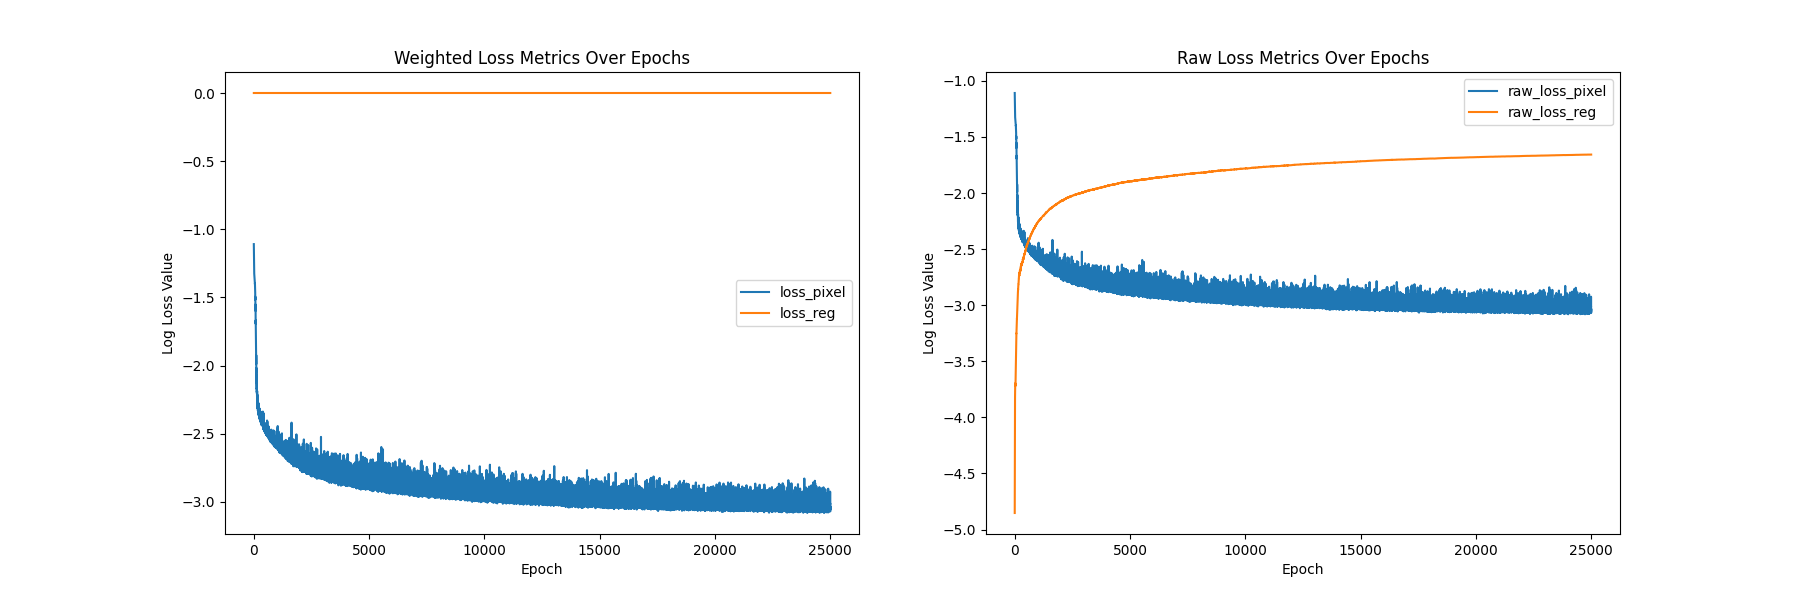 Weighted Loss Metrics Over Epochs
Log Loss Value
0.0
−0.5
−1.0
−1.5
−2.0
−2.5
−3.0
loss_pixel
loss_reg
0 5000 10000 15000 20000 25000
Epoch
Raw Loss Metrics Over Epochs
Log Loss Value
−1.0
−1.5
−2.0
−2.5
−3.0
−3.5
−4.0
−4.5
−5.0
raw_loss_pixel
raw_loss_reg
0 5000 10000 15000 20000 25000
Epoch